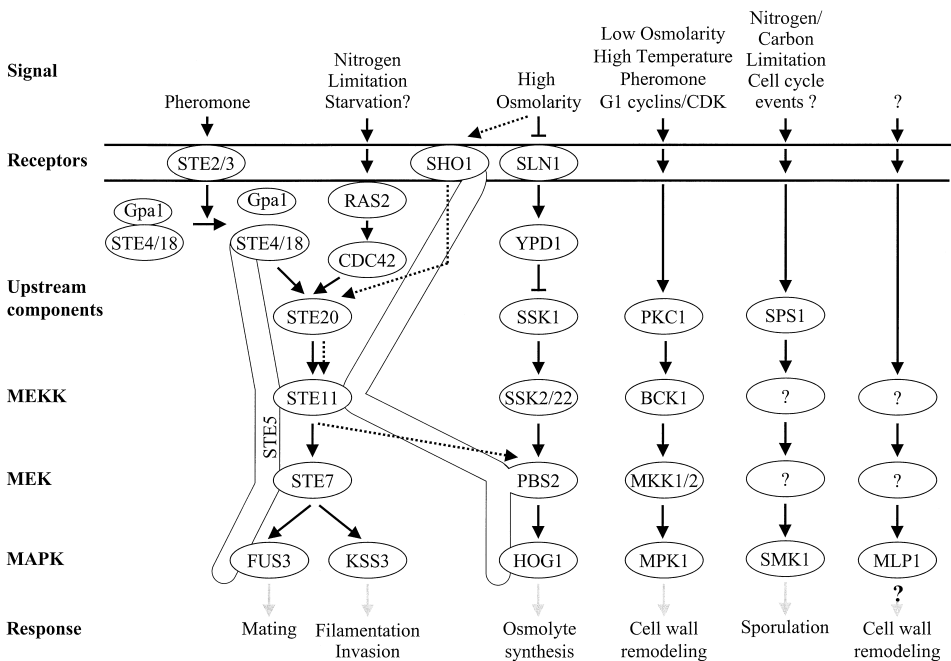 Signal
Pheromone
Nitrogen
Limitation
Starvation?
High
Osmolarity
Low Osmolarity
High Temperature
Pheromone
G1 cyclins/CDK
Nitrogen/
Carbon
Limitation
Cell cycle
events ?
?
Receptors
STE2/3
SHO1
SLN1
Gpa1
STE4/18
Gpa1
STE4/18
RAS2
CDC42
YPD1
Upstream
components
STE20
SSK1
PKC1
SPS1
MEKK
STE11
SSK2/22
BCK1
?
?
STE5
MEK
STE7
PBS2
MKK1/2
?
?
MAPK
FUS3
KSS3
HOG1
MPK1
SMK1
MLP1
?
Response
Mating
Filamentation
Invasion
Osmolyte
synthesis
Cell wall
remodeling
Sporulation
Cell wall
remodeling